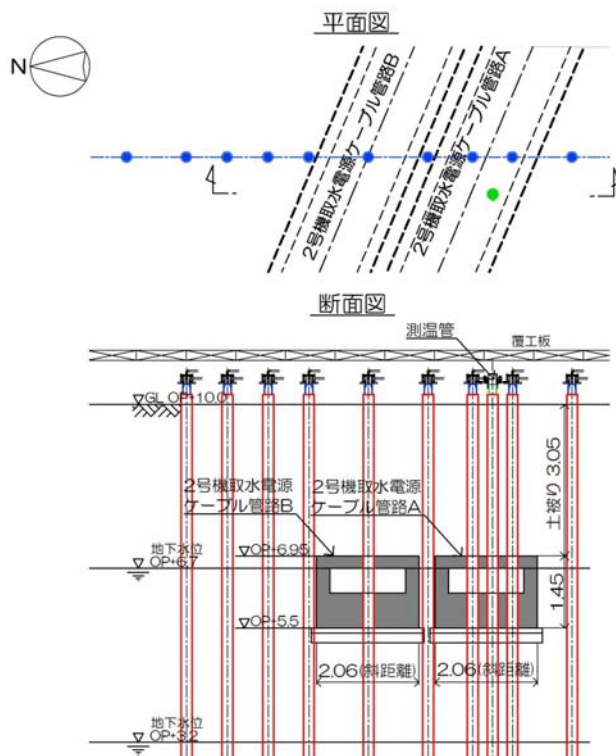 平面図
N
2号機取水電源ケーブル管路B
2号機取水電源ケーブル管路A
断面図
測温管
覆工板
GL OP+10.0
土被り 3.05
2号機取水電源
ケーブル管路B
2号機取水電源
ケーブル管路A
地下水位
OP+6.7
OP+6.95
1.45
OP+5.5
2.06(斜距離)
2.06(斜距離)
地下水位
OP+3.2